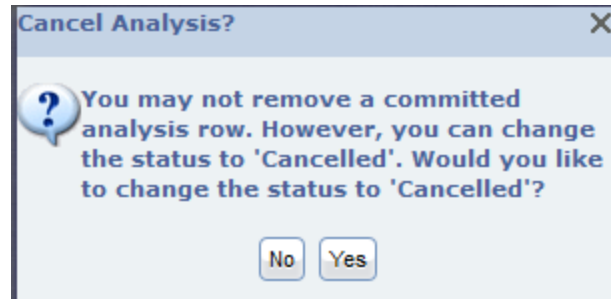 Cancel Analysis?
You may not remove a committed
analysis row. However, you can change
the status to 'Cancelled'. Would you like
to change the status to 'Cancelled'?
No Yes